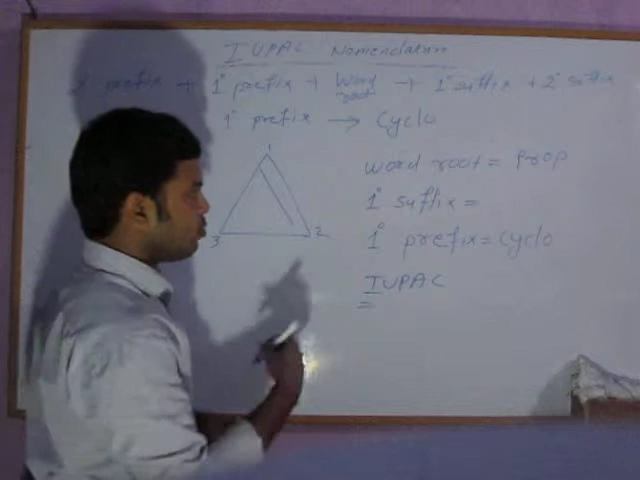 IUPAC Nomenclature
2° prefix + 1° prefix + Word root + 1° suffix + 2° suffix
1° prefix → Cyclo
1
3
2
Word root = Prop
1° suffix =
1° prefix = Cyclo
IUPAC
=